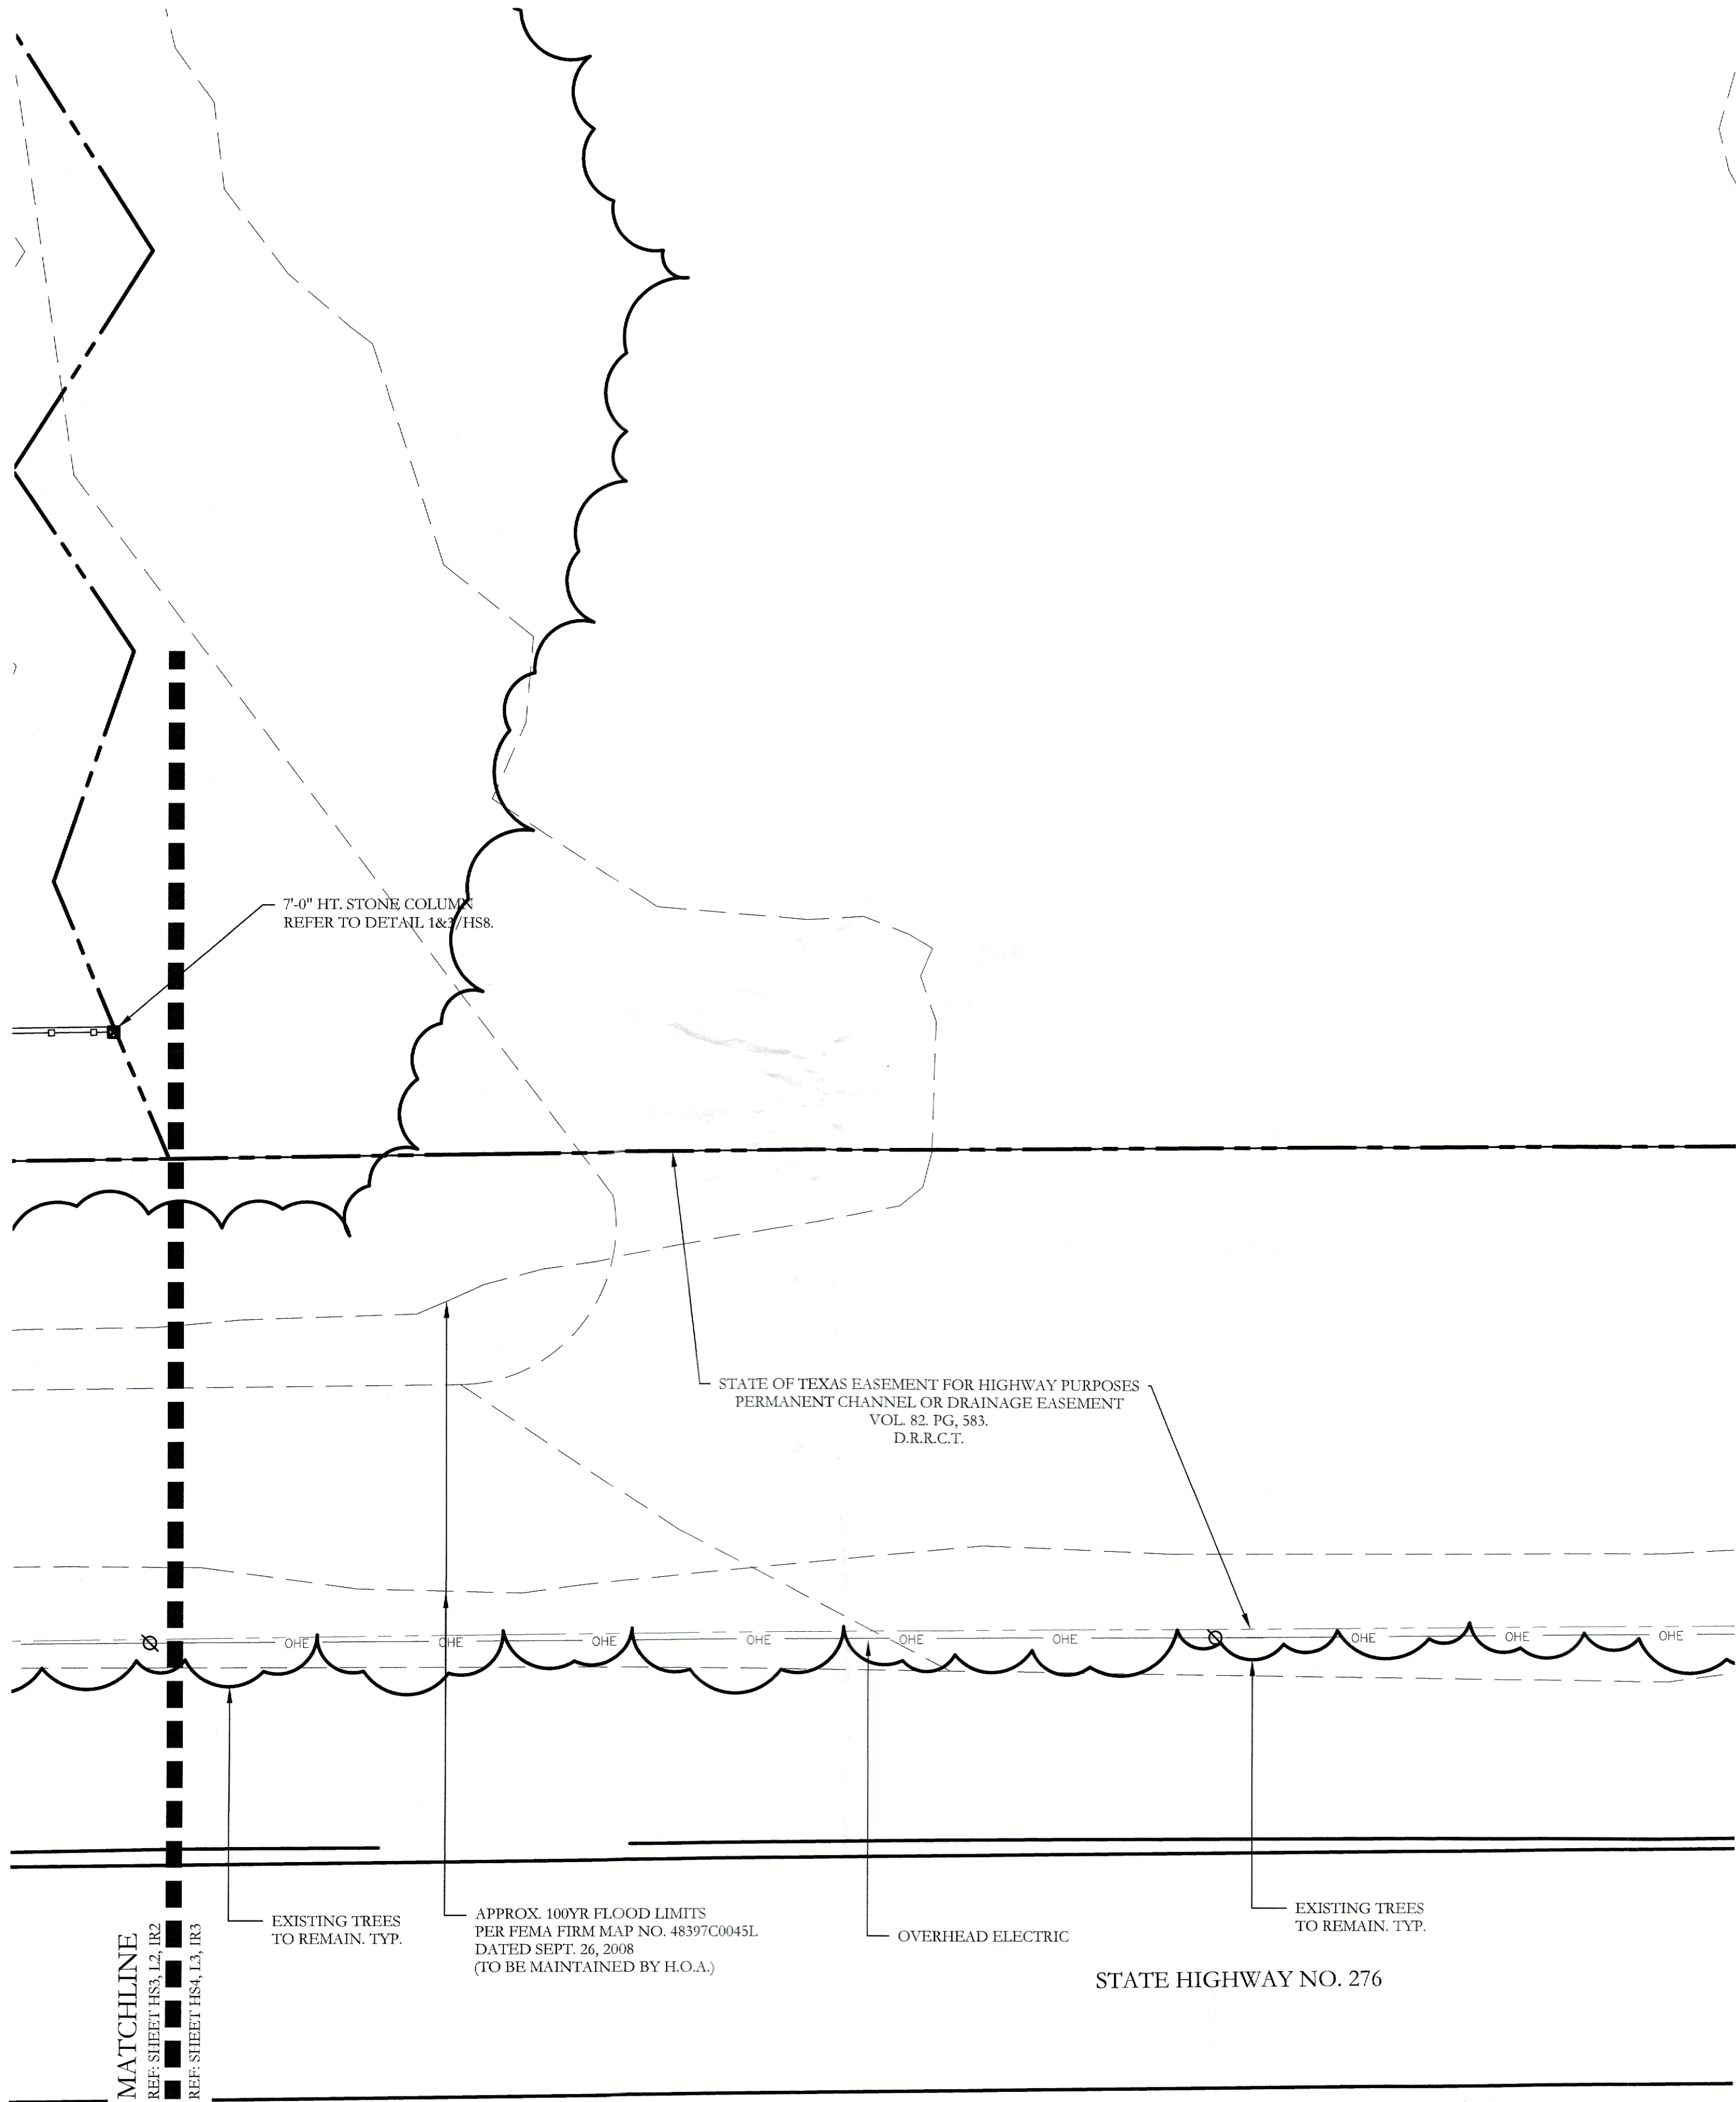 7'-0" HT. STONE COLUMN
REFER TO DETAIL 1&3/HS8.
STATE OF TEXAS EASEMENT FOR HIGHWAY PURPOSES
PERMANENT CHANNEL OR DRAINAGE EASEMENT
VOL. 82. PG, 583.
D.R.R.C.T.
OHE OHE OHE OHE OHE OHE OHE OHE OHE
EXISTING TREES
TO REMAIN. TYP.
APPROX. 100YR FLOOD LIMITS
PER FEMA FIRM MAP NO. 48397C0045L
DATED SEPT. 26, 2008
(TO BE MAINTAINED BY H.O.A.)
OVERHEAD ELECTRIC
EXISTING TREES
TO REMAIN. TYP.
STATE HIGHWAY NO. 276
MATCHLINE
REF: SHEET HS3, L2, IR2
REF: SHEET HS4, L3, IR3